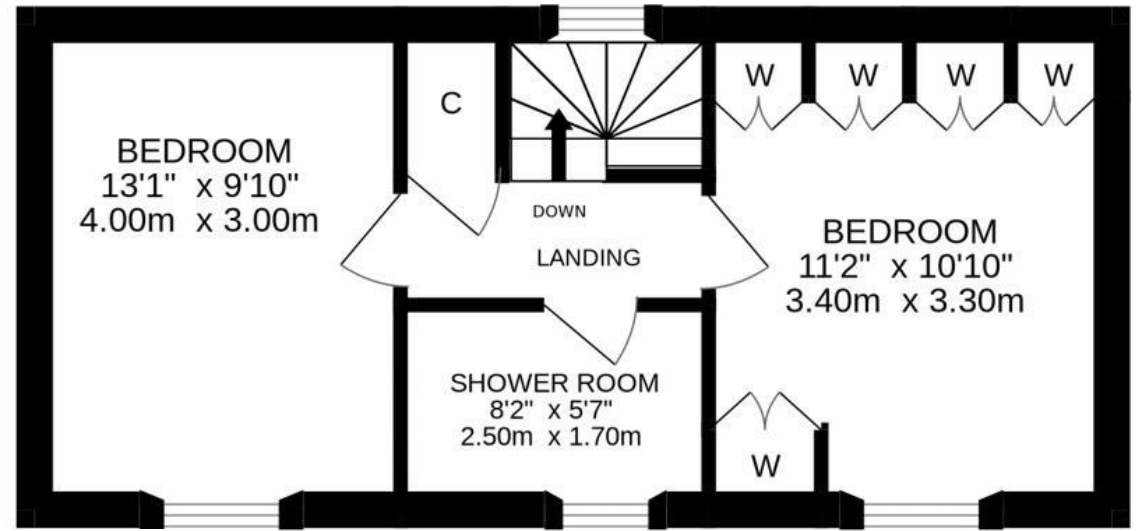 W W W W
C
BEDROOM
13'1" x 9'10"
4.00m x 3.00m
DOWN
LANDING
BEDROOM
11'2" x 10'10"
3.40m x 3.30m
SHOWER ROOM
8'2" x 5'7"
2.50m x 1.70m
W